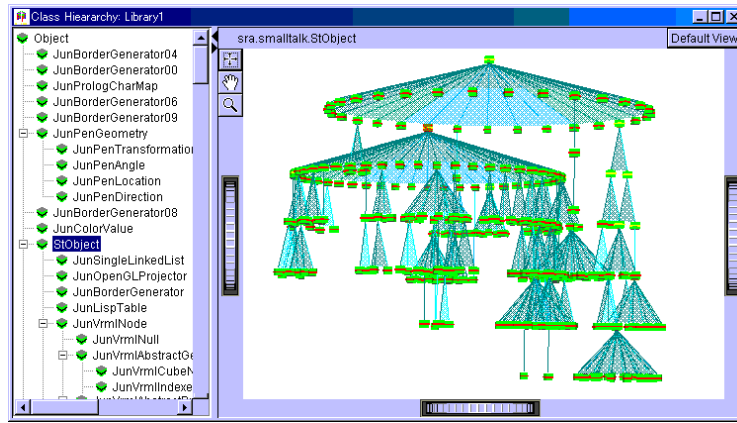 Class Hieararchy: Library1
Object
JunBorderGenerator04
JunBorderGenerator00
JunPrologCharMap
JunBorderGenerator06
JunBorderGenerator09
JunPenGeometry
JunPenTransformation
JunPenAngle
JunPenLocation
JunPenDirection
JunBorderGenerator08
JunColorValue
StObject
JunSingleLinkedList
JunOpenGLProjector
JunBorderGenerator
JunLispTable
JunVrmlNode
JunVrmlNull
JunVrmlAbstractGe
JunVrmlCubeN
JunVrmlIndexe
sra.smalltalk.StObject
Default View